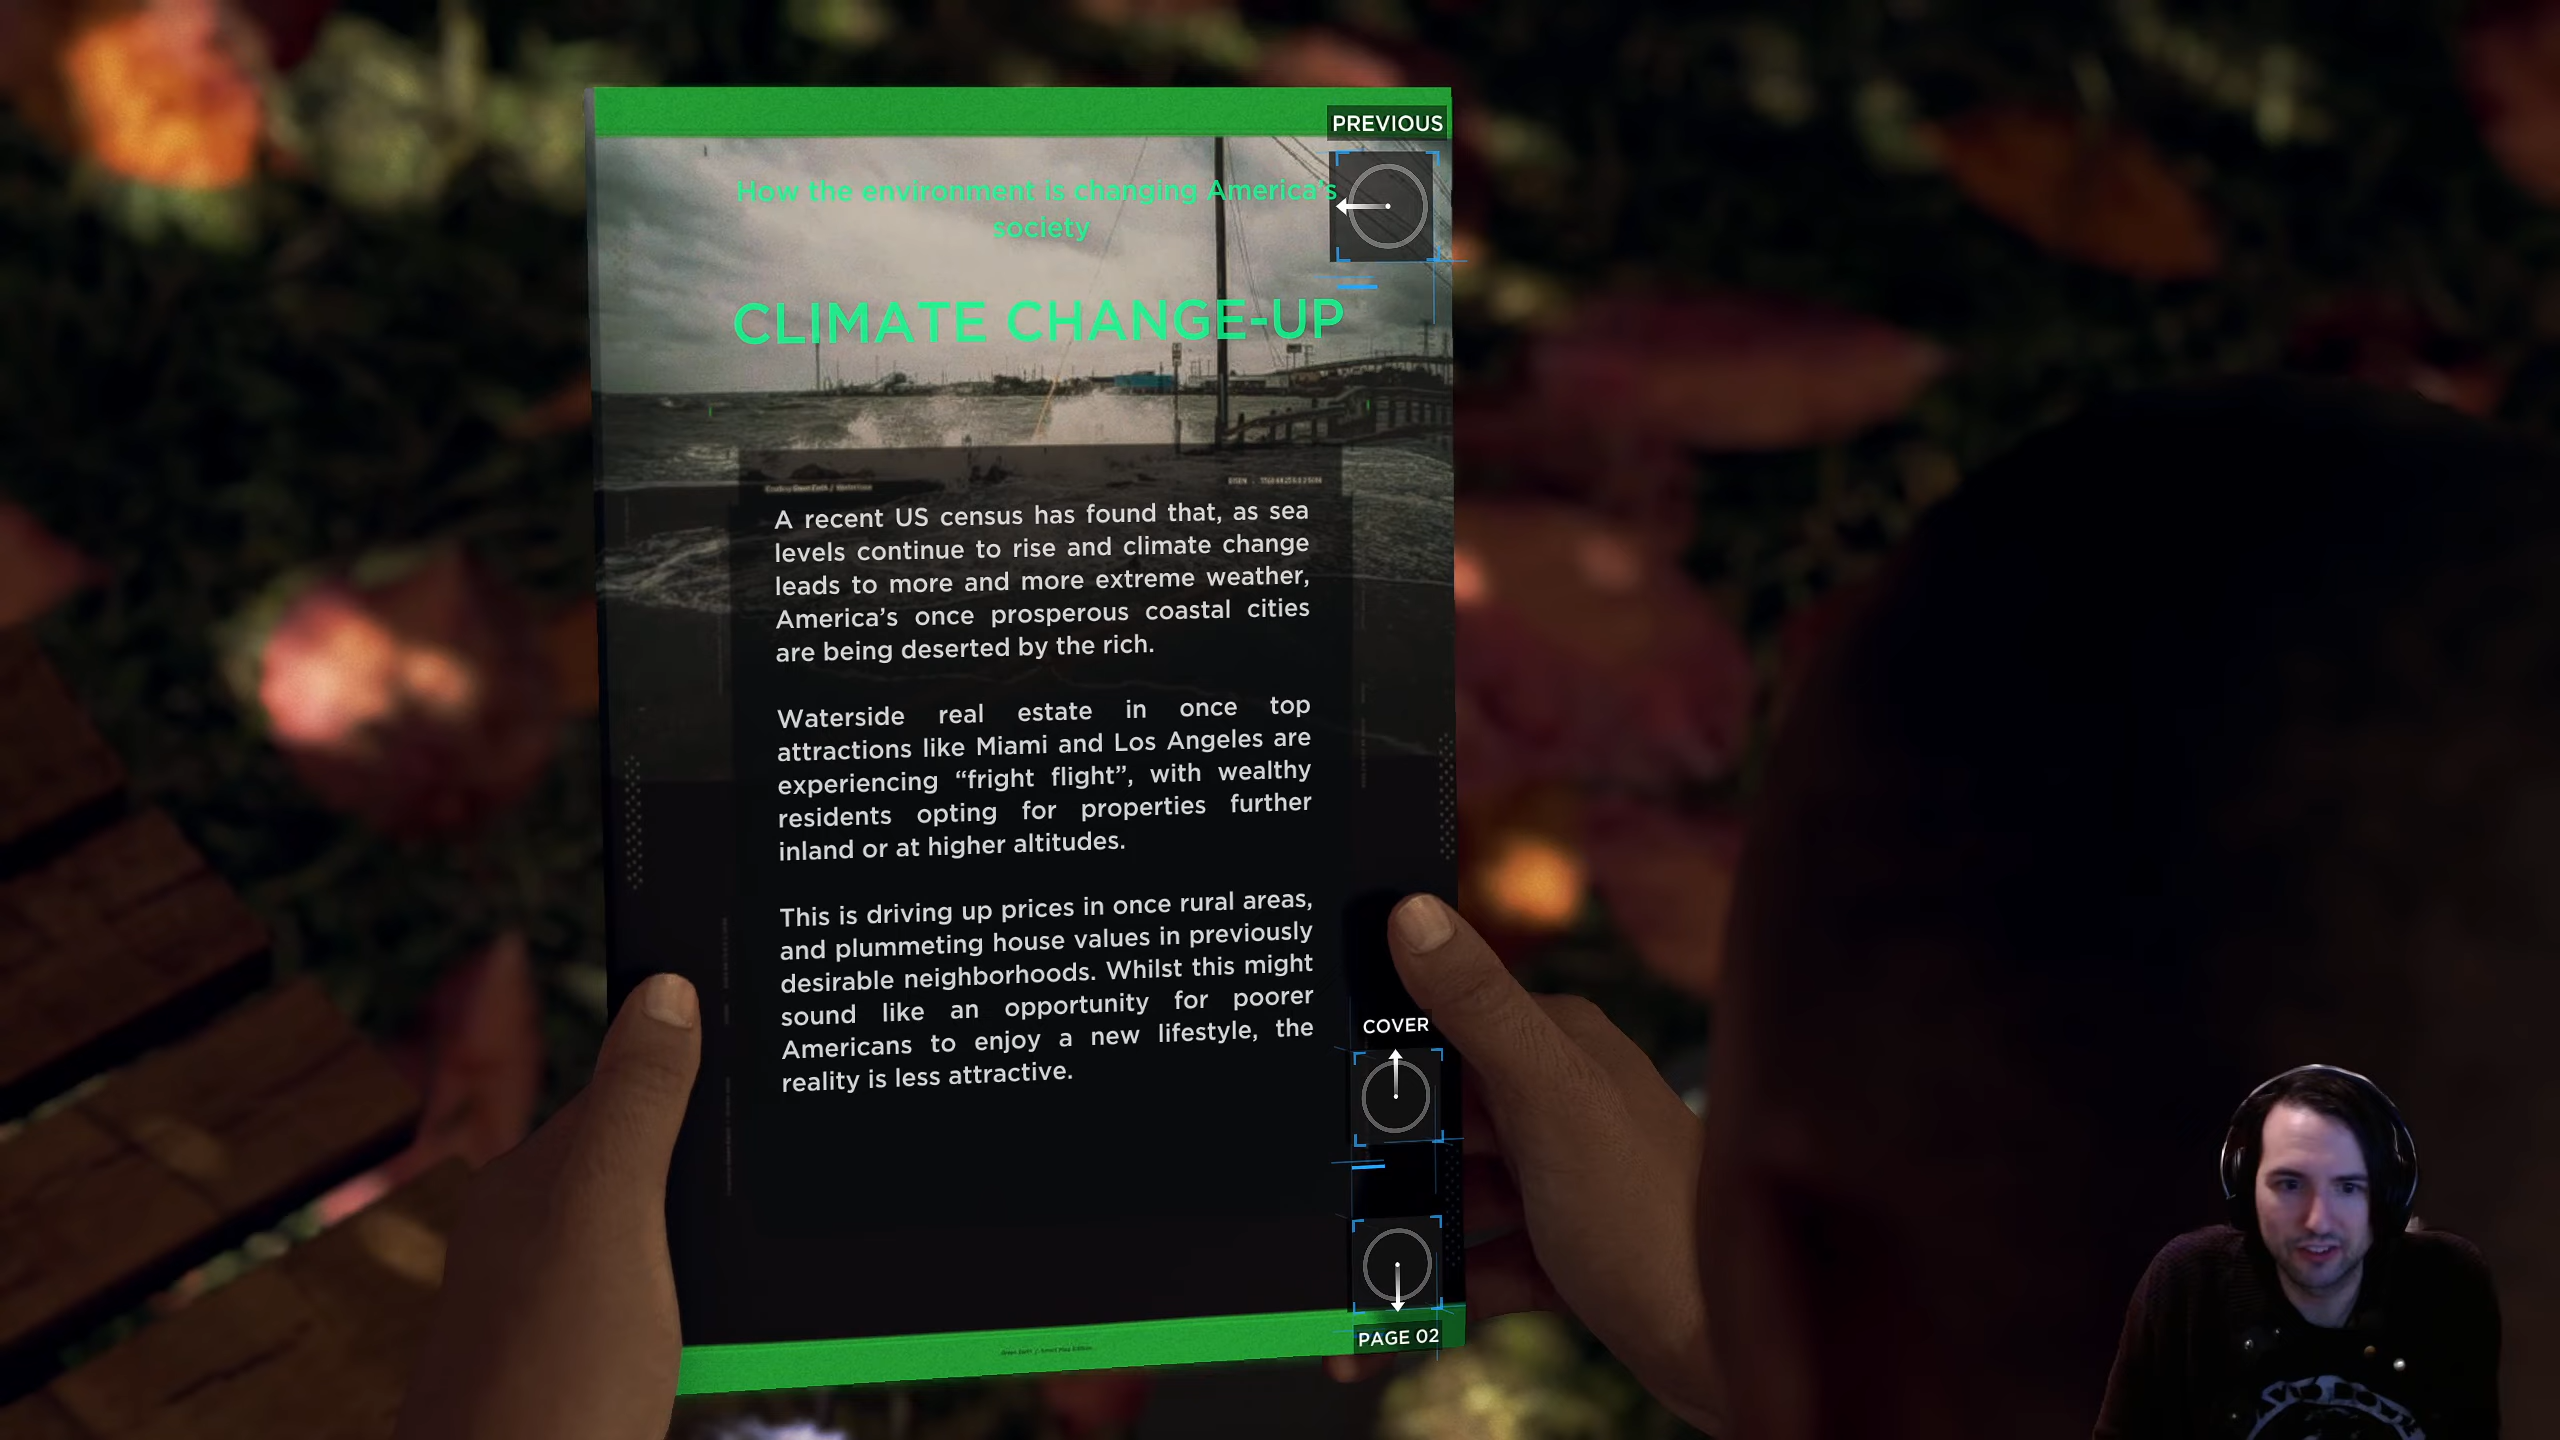 PREVIOUS
How the environment is changing America's
society
CLIMATE CHANGE-UP
A recent US census has found that, as sea
levels continue to rise and climate change
leads to more and more extreme weather,
America's once prosperous coastal cities
are being deserted by the rich.
Waterside real estate in once top
attractions like Miami and Los Angeles are
experiencing “fright flight”, with wealthy
residents opting for properties further
inland or at higher altitudes.
This is driving up prices in once rural areas,
and plummeting house values in previously
desirable neighborhoods. Whilst this might
sound like an opportunity for poorer
Americans to enjoy a new lifestyle, the
reality is less attractive.
COVER
PAGE 02